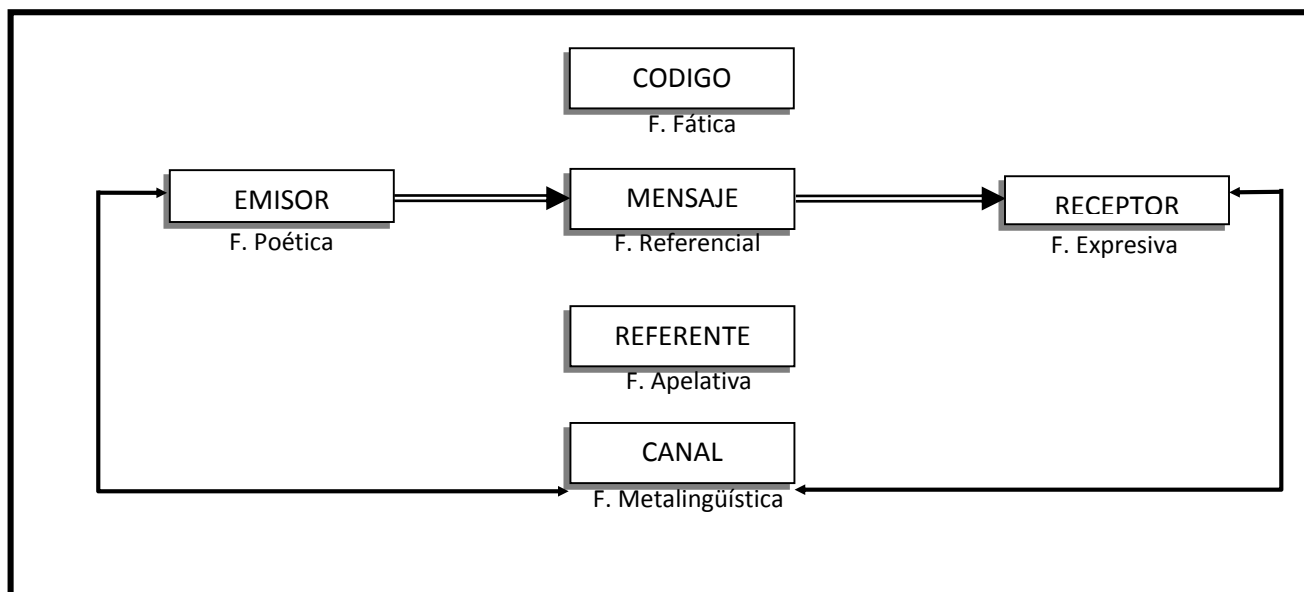 CODIGO
F. Fática
EMISOR
F. Poética
MENSAJE
F. Referencial
RECEPTOR
F. Expresiva
REFERENTE
F. Apelativa
CANAL
F. Metalingüística